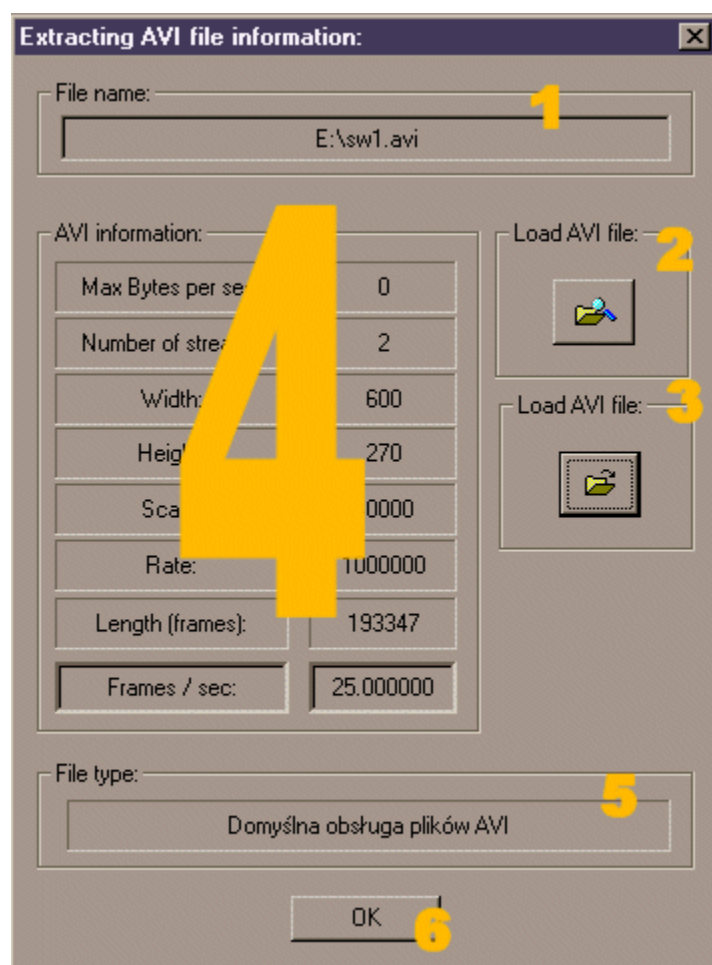 Extracting AVI file information:
File name:
1
E:\sw1.avi
AVI information:
Max Bytes per
0
Number of
2
Width:
600
270
Rate:
1000000
Length (frames):
193347
Frames / sec:
25.000000
4
Load AVI file:
2
Load AVI file:
3
File type:
5
Domyślna obsługa plików AVI
OK
6